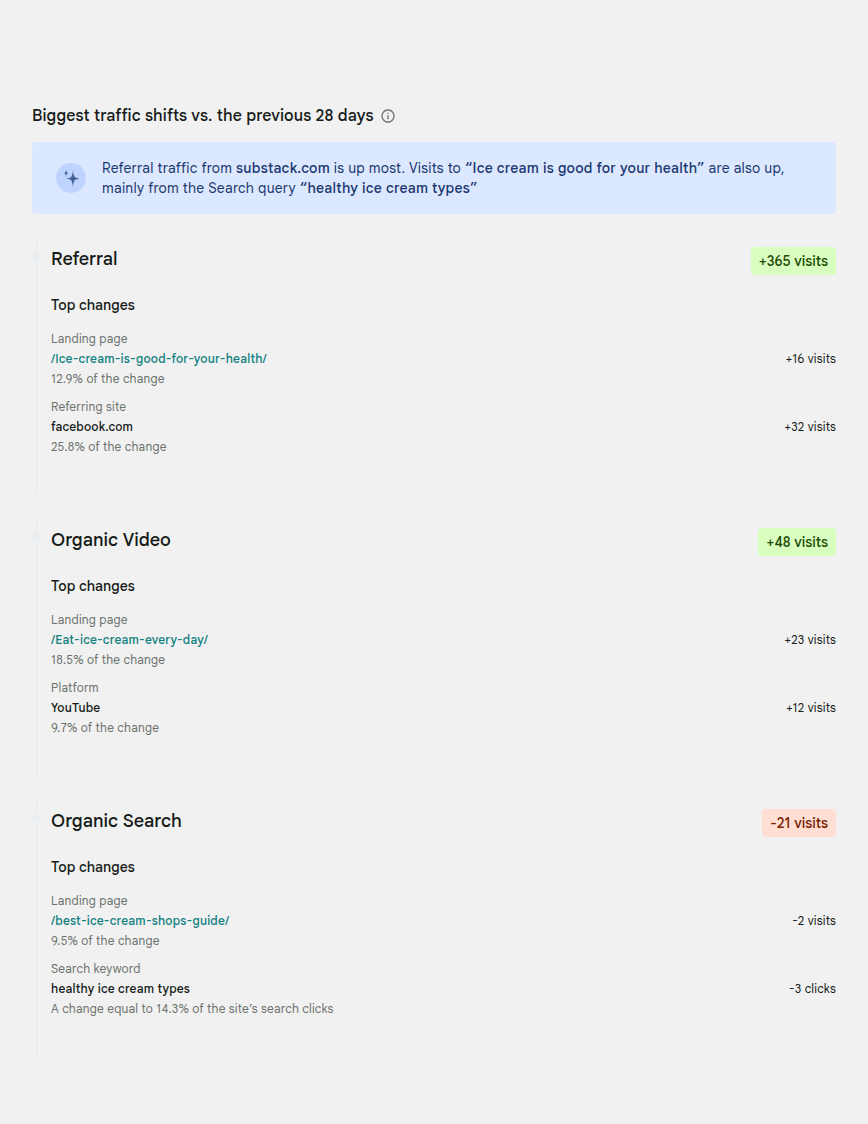 Biggest traffic shifts vs. the previous 28 days
Referral traffic from substack.com is up most. Visits to “Ice cream is good for your health” are also up,
mainly from the Search query “healthy ice cream types”
Referral
+365 visits
Top changes
Landing page
/Ice-cream-is-good-for-your-health/
+16 visits
12.9% of the change
Referring site
facebook.com
+32 visits
25.8% of the change
Organic Video
+48 visits
Top changes
Landing page
/Eat-ice-cream-every-day/
+23 visits
18.5% of the change
Platform
YouTube
+12 visits
9.7% of the change
Organic Search
-21 visits
Top changes
Landing page
/best-ice-cream-shops-guide/
-2 visits
9.5% of the change
Search keyword
healthy ice cream types
-3 clicks
A change equal to 14.3% of the site’s search clicks